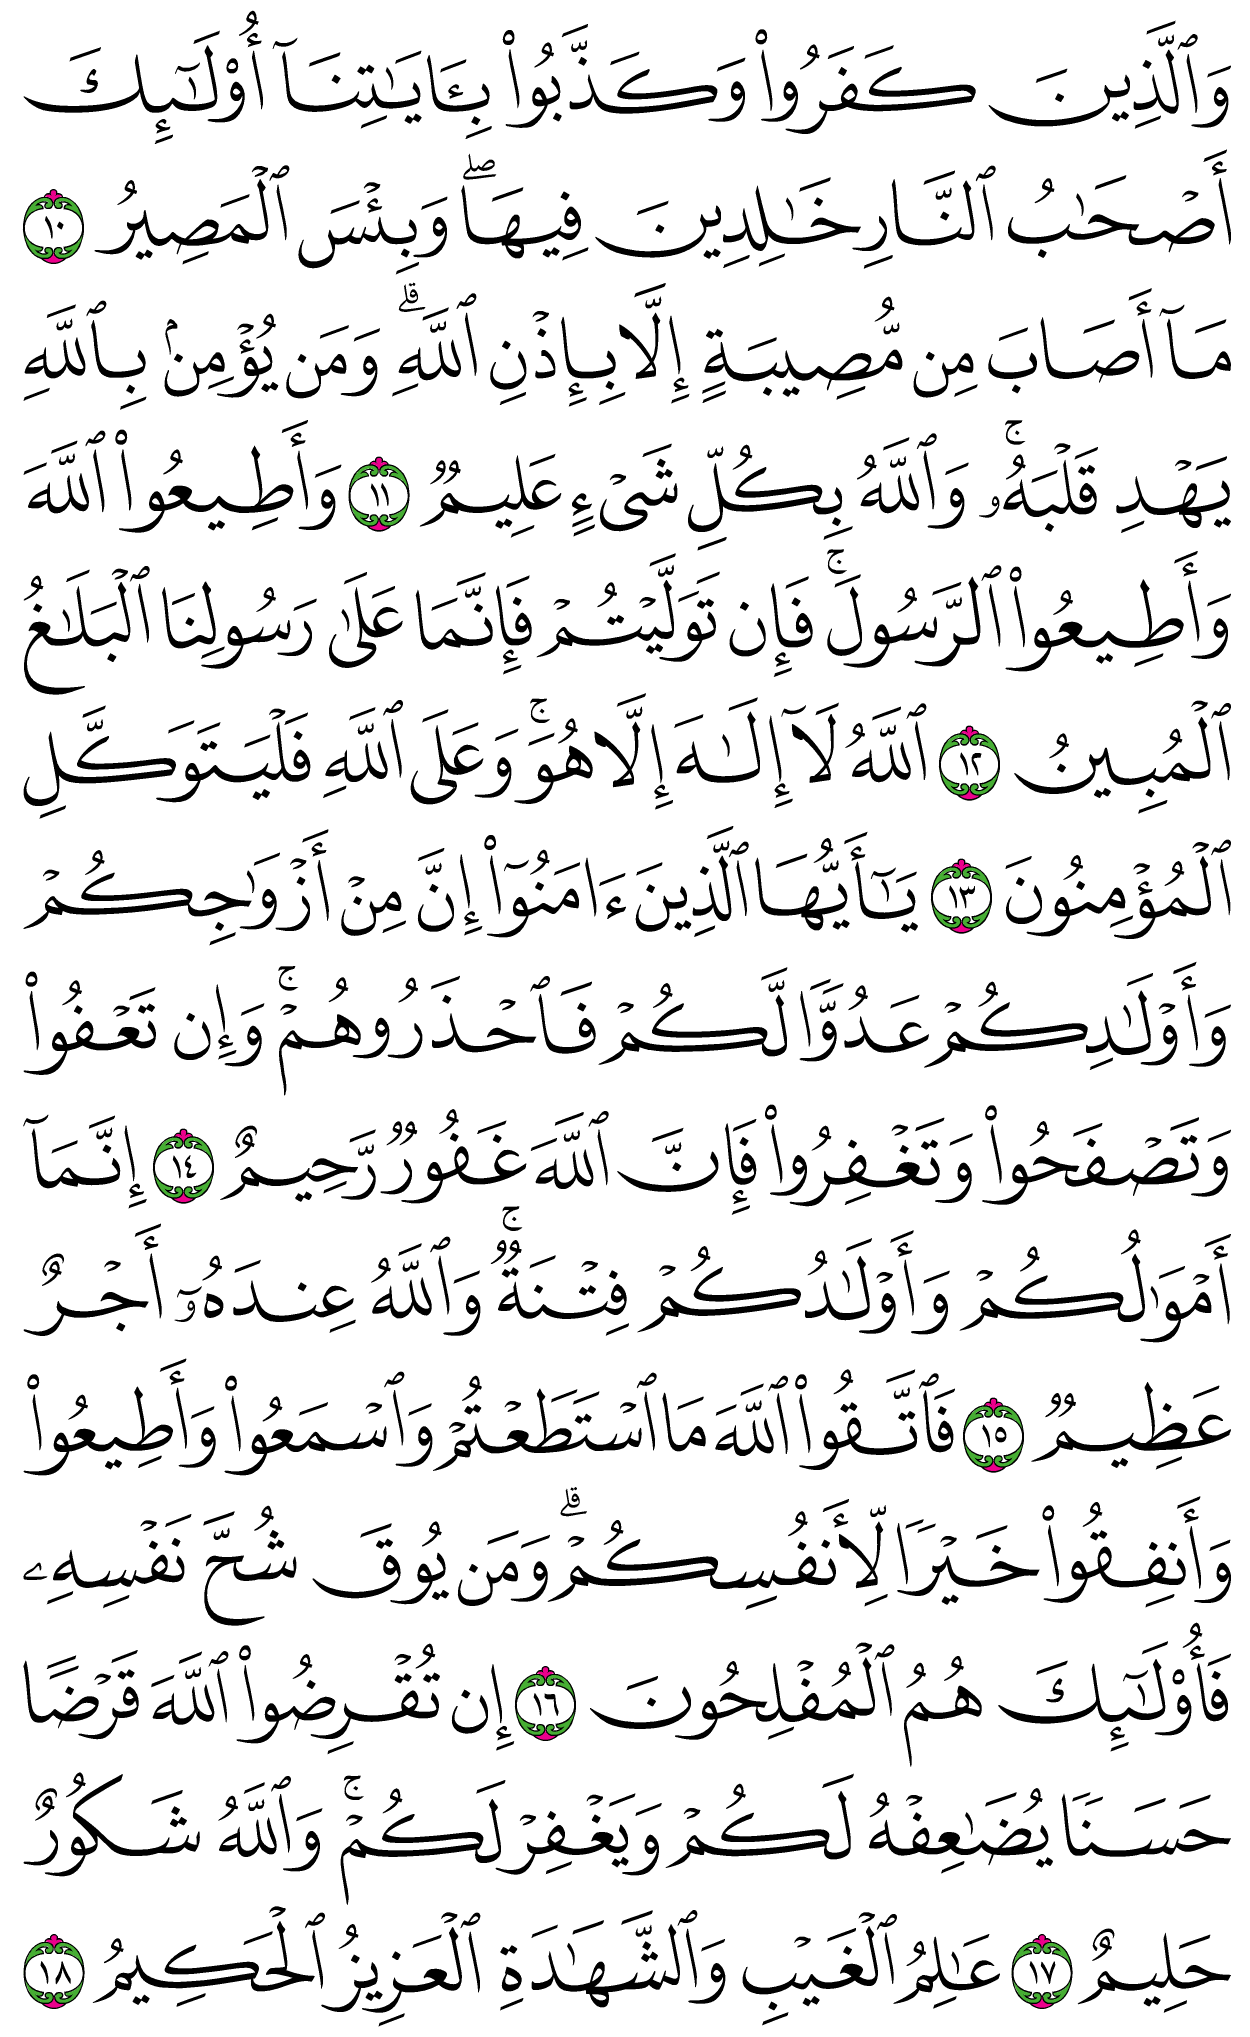 وَٱلَّذِينَ كَفَرُوا۟ وَكَذَّبُوا۟ بِـَٔايَـٰتِنَآ أُو۟لَـٰٓئِكَ
أَصْحَـٰبُ ٱلنَّارِ خَـٰلِدِينَ فِيهَا ۖ وَبِئْسَ ٱلْمَصِيرُ ١٠
مَآ أَصَابَ مِن مُّصِيبَةٍ إِلَّا بِإِذْنِ ٱللَّهِ ۗ وَمَن يُؤْمِنۢ بِٱللَّهِ
يَهْدِ قَلْبَهُۥ ۚ وَٱللَّهُ بِكُلِّ شَىْءٍ عَلِيمٌ ١١ وَأَطِيعُوا۟ ٱللَّهَ
وَأَطِيعُوا۟ ٱلرَّسُولَ ۚ فَإِن تَوَلَّيْتُمْ فَإِنَّمَا عَلَىٰ رَسُولِنَا ٱلْبَلَـٰغُ
ٱلْمُبِينُ ١٢ ٱللَّهُ لَآ إِلَـٰهَ إِلَّا هُوَ ۚ وَعَلَى ٱللَّهِ فَلْيَتَوَكَّلِ
ٱلْمُؤْمِنُونَ ١٣ يَـٰٓأَيُّهَا ٱلَّذِينَ ءَامَنُوٓا۟ إِنَّ مِنْ أَزْوَٰجِكُمْ
وَأَوْلَـٰدِكُمْ عَدُوًّا لَّكُمْ فَٱحْذَرُوهُمْ ۚ وَإِن تَعْفُوا۟
وَتَصْفَحُوا۟ وَتَغْفِرُوا۟ فَإِنَّ ٱللَّهَ غَفُورٌ رَّحِيمٌ ١٤ إِنَّمَآ
أَمْوَٰلُكُمْ وَأَوْلَـٰدُكُمْ فِتْنَةٌ ۚ وَٱللَّهُ عِندَهُۥٓ أَجْرٌ
عَظِيمٌ ١٥ فَٱتَّقُوا۟ ٱللَّهَ مَا ٱسْتَطَعْتُمْ وَٱسْمَعُوا۟ وَأَطِيعُوا۟
وَأَنفِقُوا۟ خَيْرًا لِّأَنفُسِكُمْ ۗ وَمَن يُوقَ شُحَّ نَفْسِهِۦ
فَأُو۟لَـٰٓئِكَ هُمُ ٱلْمُفْلِحُونَ ١٦ إِن تُقْرِضُوا۟ ٱللَّهَ قَرْضًا
حَسَنًا يُضَـٰعِفْهُ لَكُمْ وَيَغْفِرْ لَكُمْ ۚ وَٱللَّهُ شَكُورٌ
حَلِيمٌ ١٧ عَـٰلِمُ ٱلْغَيْبِ وَٱلشَّهَـٰدَةِ ٱلْعَزِيزُ ٱلْحَكِيمُ ١٨